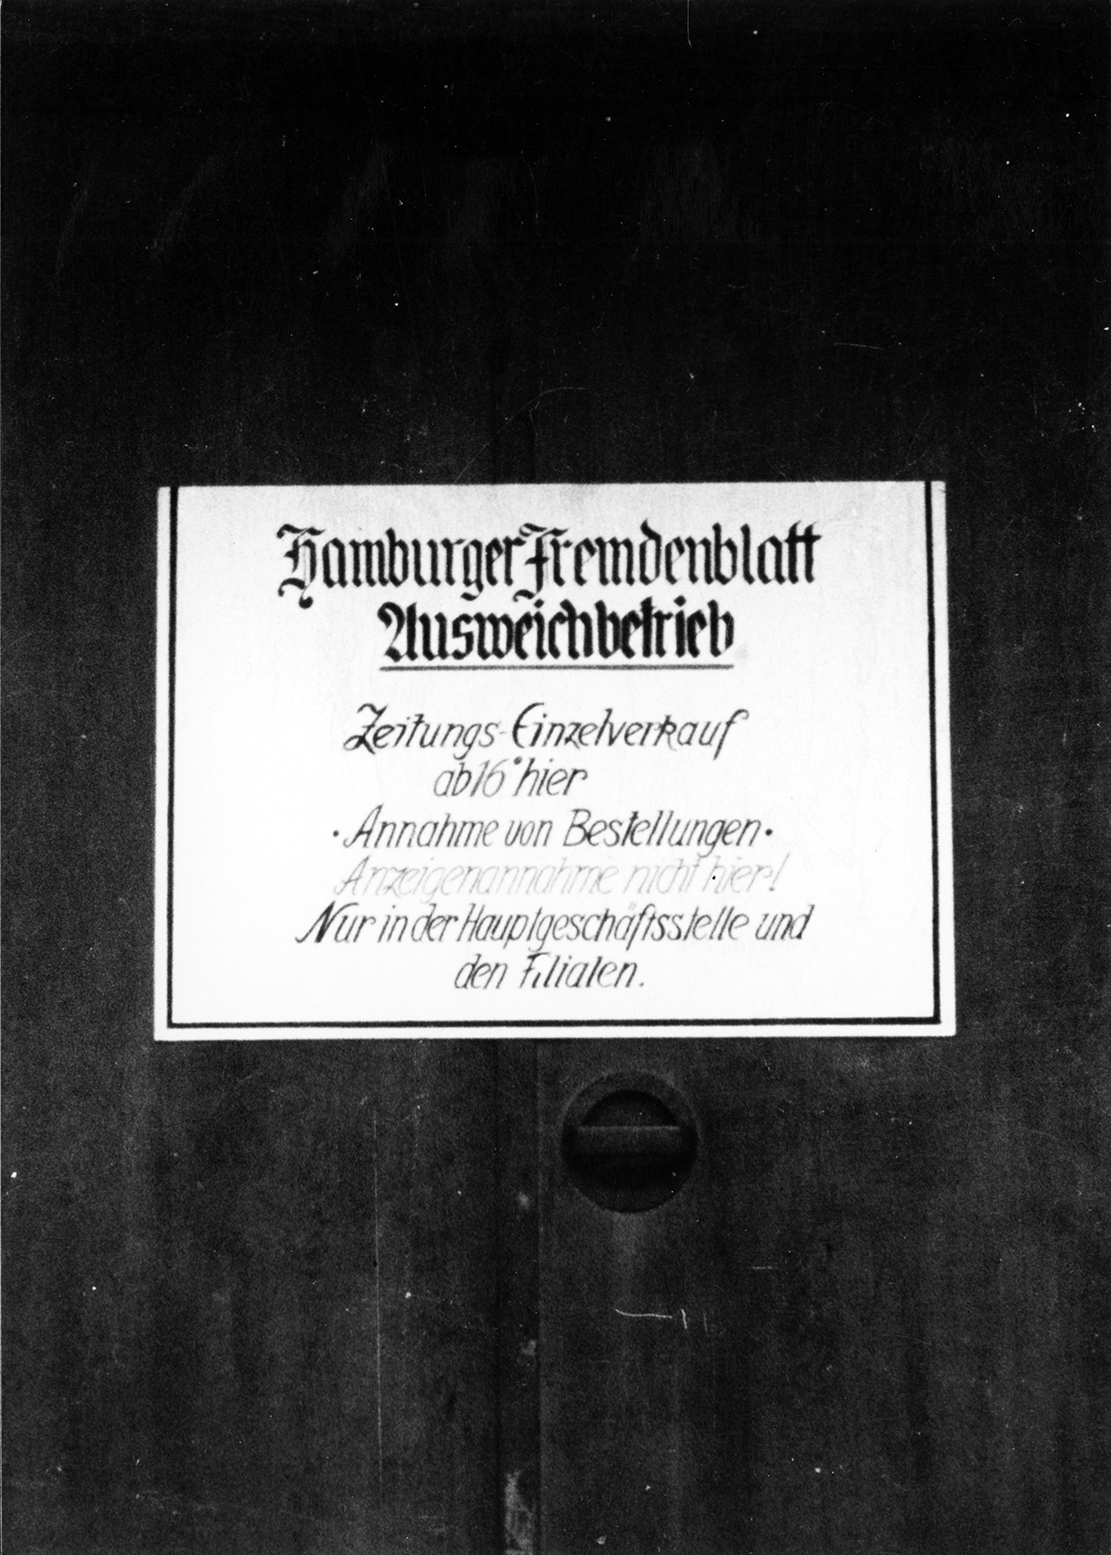 Hamburger Fremdenblatt
Ausweichbetrieb
Zeitungs-Einzelverkauf
ab 16° hier
· Annahme von Bestellungen ·
Anzeigenannahme nicht hier!
Nur in der Hauptgeschäftsstelle und
den Filialen.